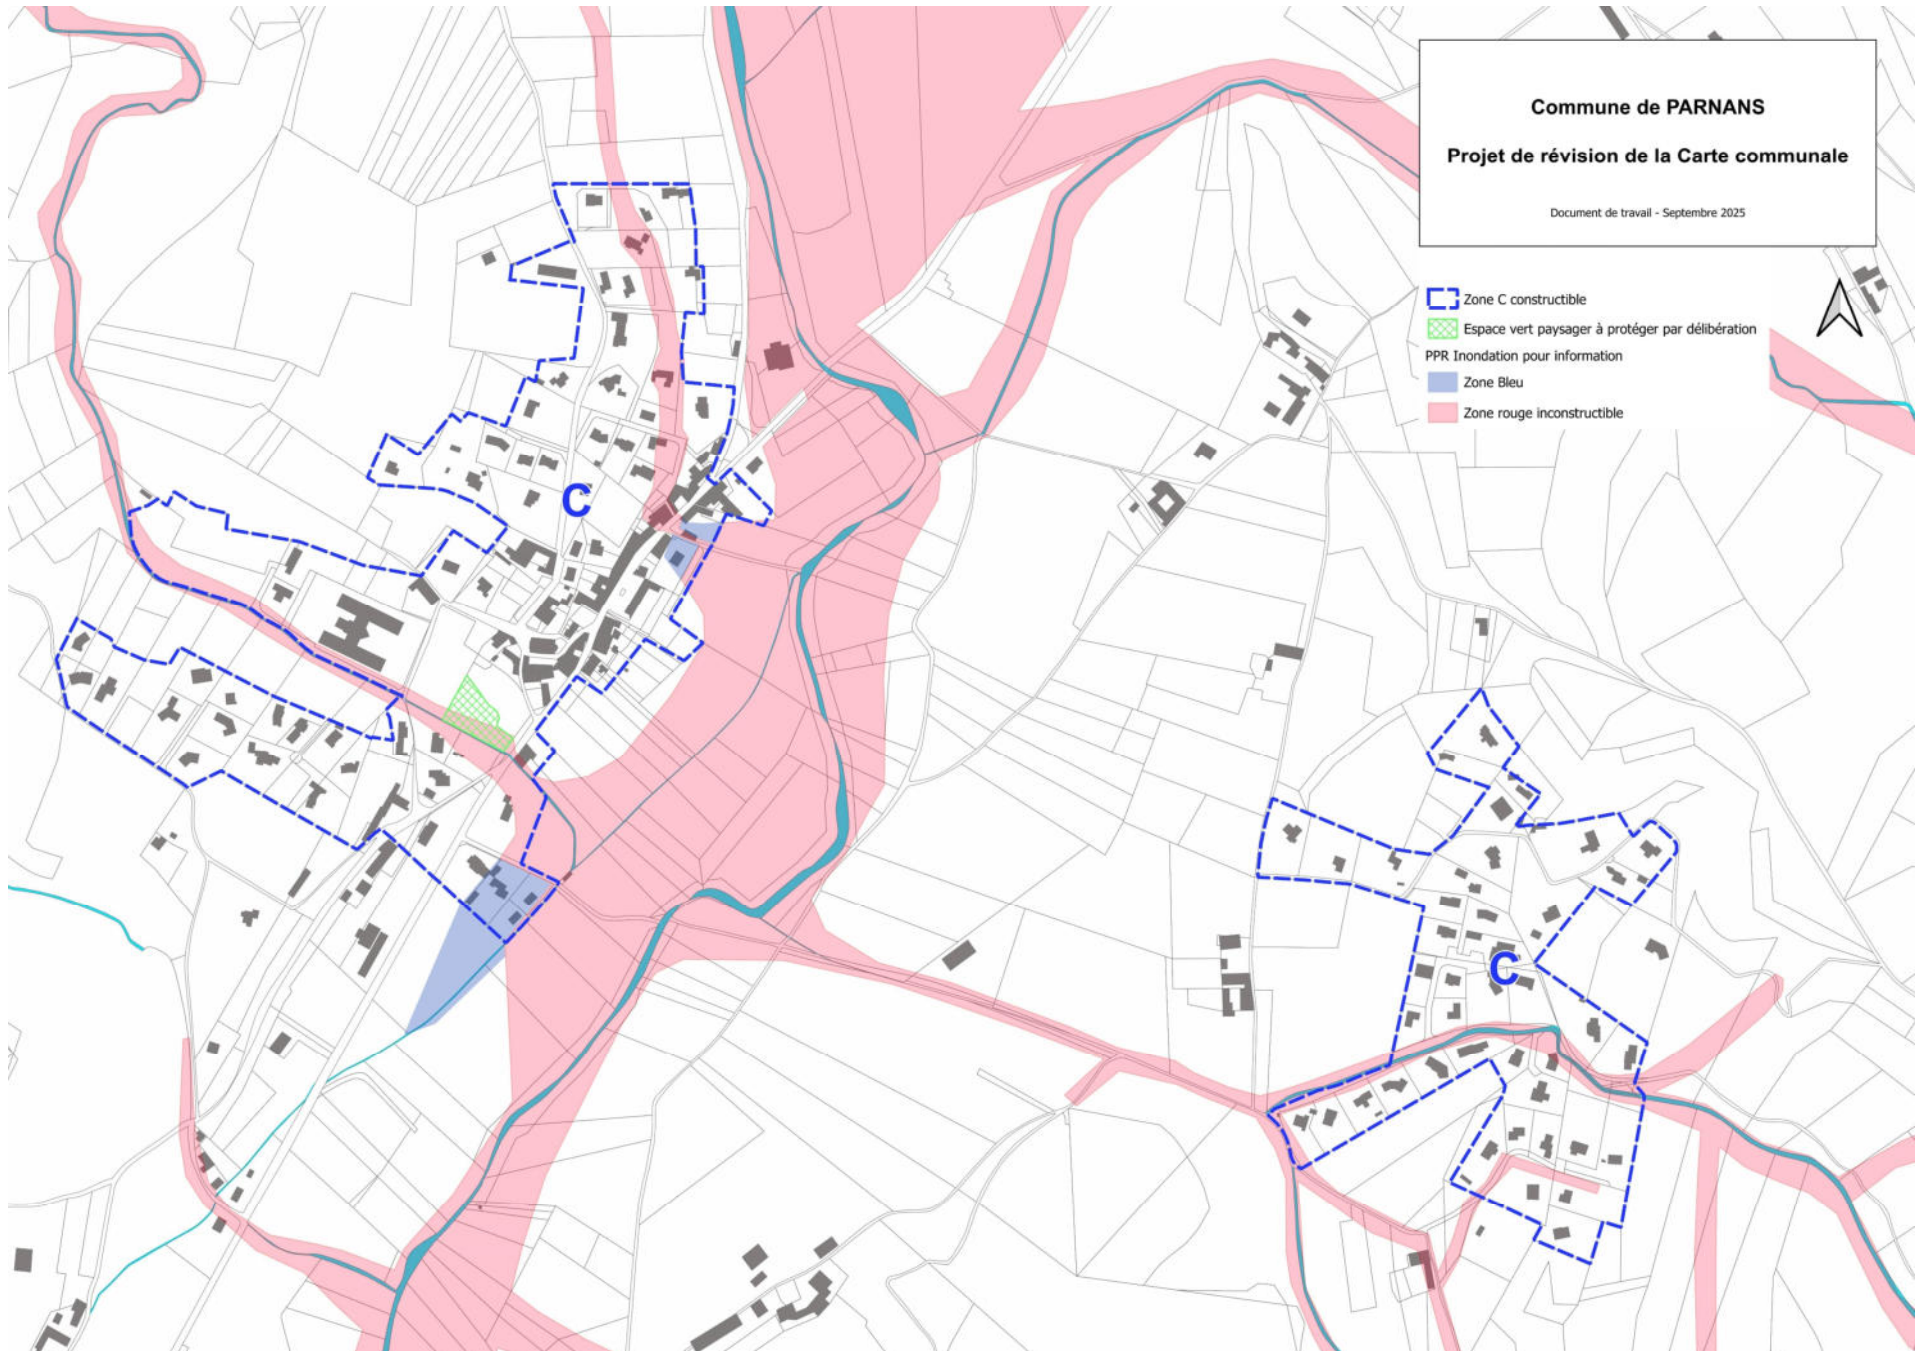 Commune de PARNANS
Projet de révision de la Carte communale
Document de travail - Septembre 2025
Zone C constructible
Espace vert paysager à protéger par délibération
PPR Inondation pour information
Zone Bleu
Zone rouge inconstructible
C
C